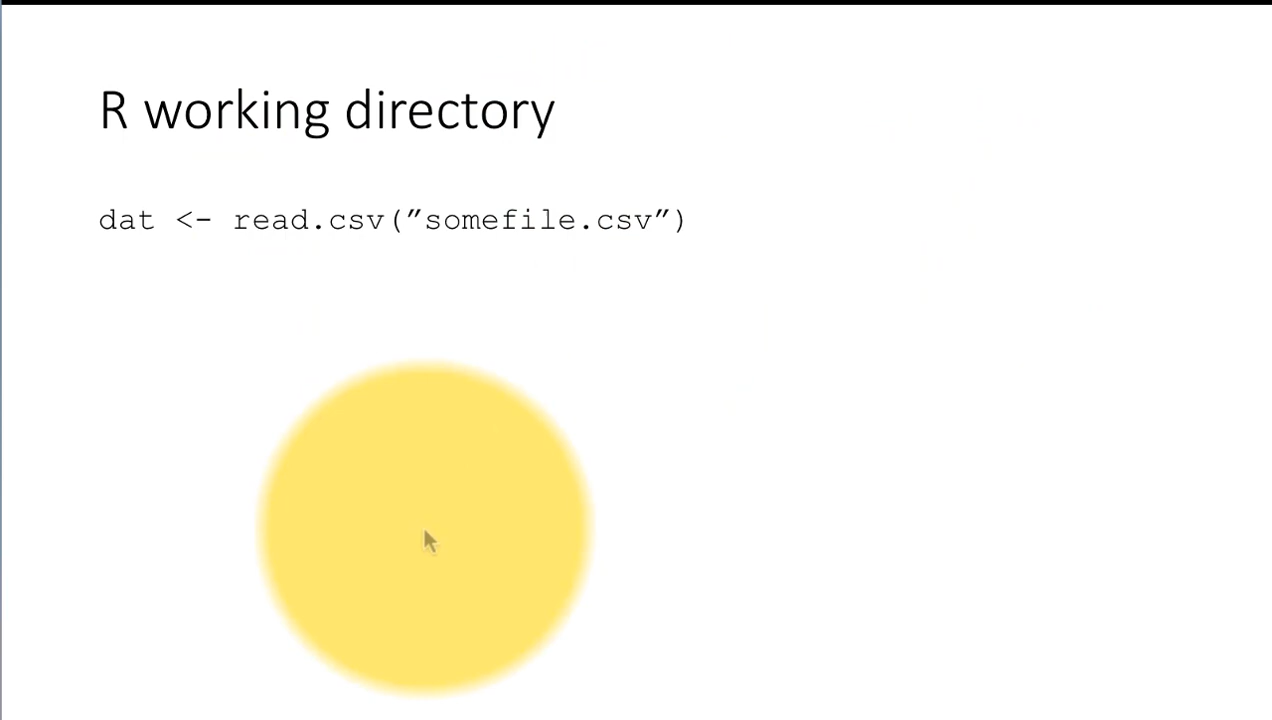 R working directory
dat <- read.csv(”somefile.csv”)